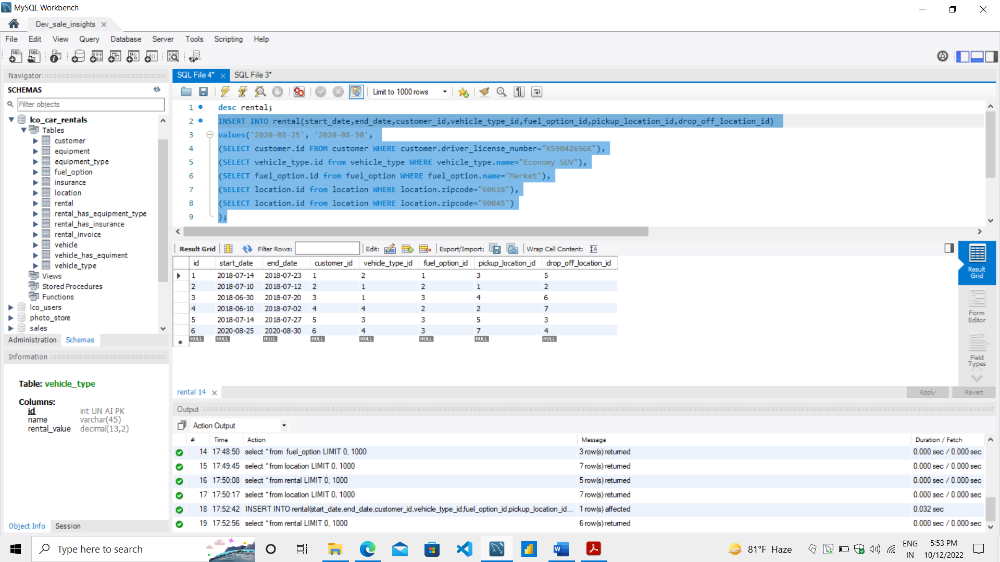 MySQL Workbench
Dev_sale_insights
File Edit View Query Database Server Tools Scripting Help
Navigator
SCHEMAS
Filter objects
lco_car_rentals
Tables
customer
equipment
equipment_type
fuel_option
insurance
location
rental
rental_has_equipment_type
rental_has_insurance
rental_invoice
vehicle
vehicle_has_equiment
vehicle_type
Views
Stored Procedures
Functions
lco_users
photo_store
sales
Administration Schemas
Information
Table: vehicle_type
Columns:
id int UN AI PK
name varchar(45)
rental_value decimal(13,2)
Object Info Session
SQL File 4* SQL File 3*
Limit to 1000 rows
1 desc rental;
2 INSERT INTO rental(start_date,end_date,customer_id,vehicle_type_id,fuel_option_id,pickup_location_id,drop_off_location_id)
3 values('2020-08-25', '2020-08-30',
4 (SELECT customer.id FROM customer WHERE customer.driver_license_number="K59042656K"),
5 (SELECT vehicle_type.id from vehicle_type WHERE vehicle_type.name="Economy SUV"),
6 (SELECT fuel_option.id from fuel_option WHERE fuel_option.name="Market"),
7 (SELECT location.id from location WHERE location.zipcode="60638"),
8 (SELECT location.id from location WHERE location.zipcode="90045")
9 );
Result Grid Filter Rows: Edit: Export/Import: Wrap Cell Content:
id start_date end_date customer_id vehicle_type_id fuel_option_id pickup_location_id drop_off_location_id
1 2018-07-14 2018-07-23 1 2 1 3 5
2 2018-07-10 2018-07-12 2 1 2 1 2
3 2018-06-30 2018-07-20 3 1 3 4 6
4 2018-06-10 2018-07-02 4 4 2 2 7
5 2018-07-14 2018-07-27 5 3 3 5 3
6 2020-08-25 2020-08-30 6 4 3 7 4
NULL NULL NULL NULL NULL NULL NULL NULL
Result
Grid
Form
Editor
Field
Types
rental 14
Apply Revert
Output
Action Output
# Time Action Message Duration / Fetch
14 17:48:50 select * from fuel_option LIMIT 0, 1000 3 row(s) returned 0.000 sec / 0.000 sec
15 17:49:45 select * from location LIMIT 0, 1000 7 row(s) returned 0.000 sec / 0.000 sec
16 17:50:08 select * from rental LIMIT 0, 1000 5 row(s) returned 0.000 sec / 0.000 sec
17 17:50:17 select * from location LIMIT 0, 1000 7 row(s) returned 0.000 sec / 0.000 sec
18 17:52:42 INSERT INTO rental(start_date,end_date,customer_id,vehicle_type_id,fuel_option_id,pickup_location_id... 1 row(s) affected 0.032 sec
19 17:52:56 select * from rental LIMIT 0, 1000 6 row(s) returned 0.000 sec / 0.000 sec
Type here to search
81°F Haze
ENG
IN
5:53 PM
10/12/2022